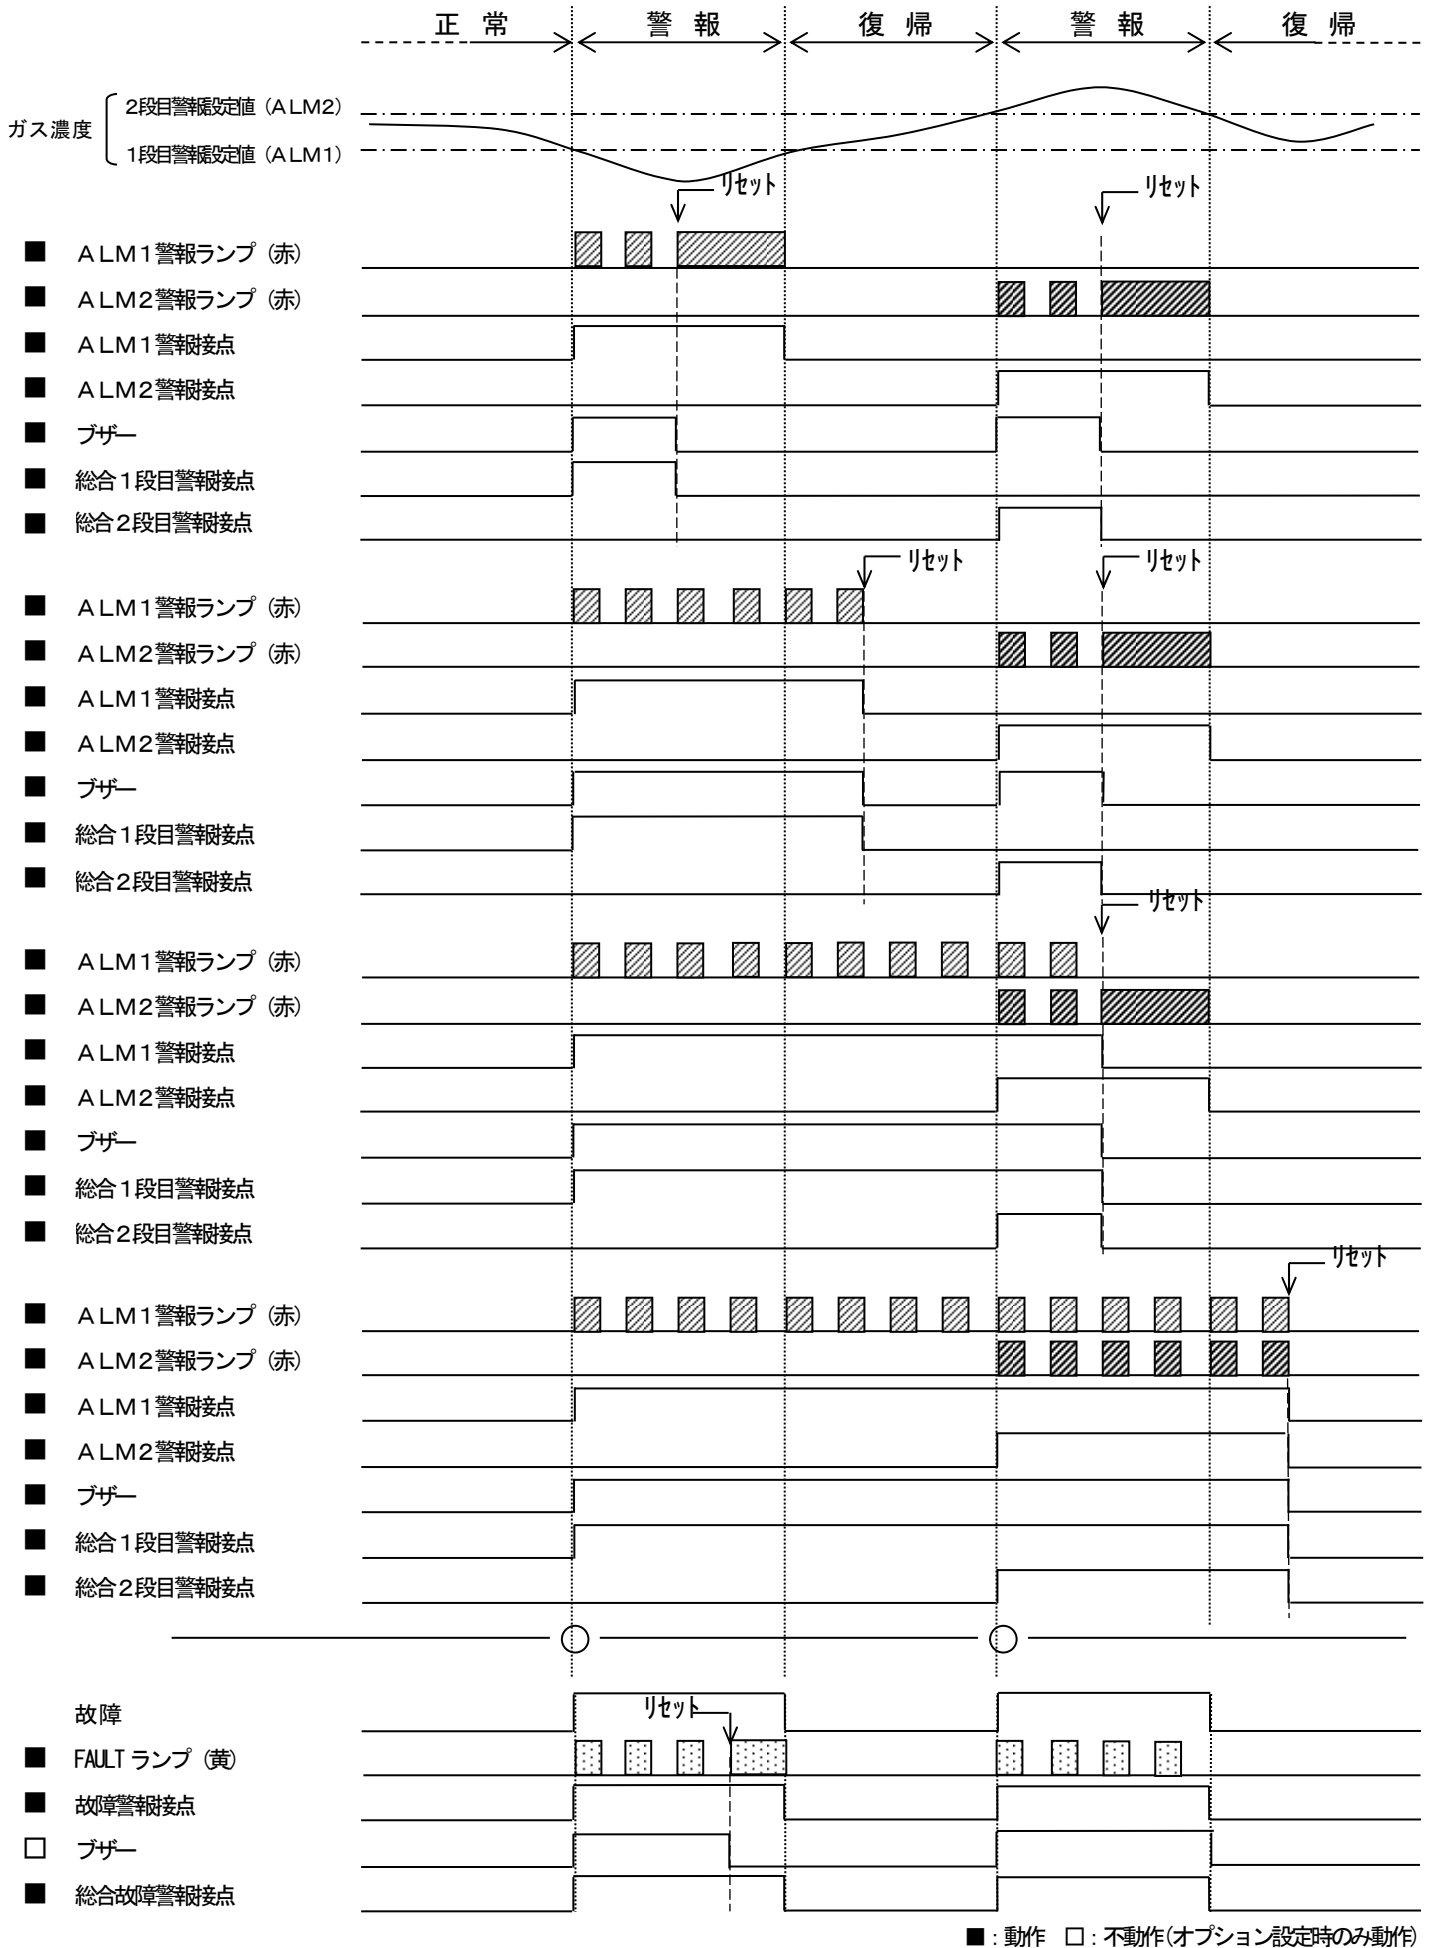 正 常 警 報 復 帰 警 報 復 帰
ガス濃度
2段目警報設定値（ＡＬＭ2）
1段目警報設定値（ＡＬＭ1）
リセット リセット
■ ＡＬＭ1警報ランプ（赤）
■ ＡＬＭ2警報ランプ（赤）
■ ＡＬＭ1警報接点
■ ＡＬＭ2警報接点
■ ブザー
■ 総合1段目警報接点
■ 総合2段目警報接点
リセット リセット
■ ＡＬＭ1警報ランプ（赤）
■ ＡＬＭ2警報ランプ（赤）
■ ＡＬＭ1警報接点
■ ＡＬＭ2警報接点
■ ブザー
■ 総合1段目警報接点
■ 総合2段目警報接点
リセット
■ ＡＬＭ1警報ランプ（赤）
■ ＡＬＭ2警報ランプ（赤）
■ ＡＬＭ1警報接点
■ ＡＬＭ2警報接点
■ ブザー
■ 総合1段目警報接点
■ 総合2段目警報接点
リセット
■ ＡＬＭ1警報ランプ（赤）
■ ＡＬＭ2警報ランプ（赤）
■ ＡＬＭ1警報接点
■ ＡＬＭ2警報接点
■ ブザー
■ 総合1段目警報接点
■ 総合2段目警報接点
故障 リセット
■ FAULT ランプ（黄）
■ 故障警報接点
□ ブザー
■ 総合故障警報接点
■：動作 □：不動作(オプション設定時のみ動作)